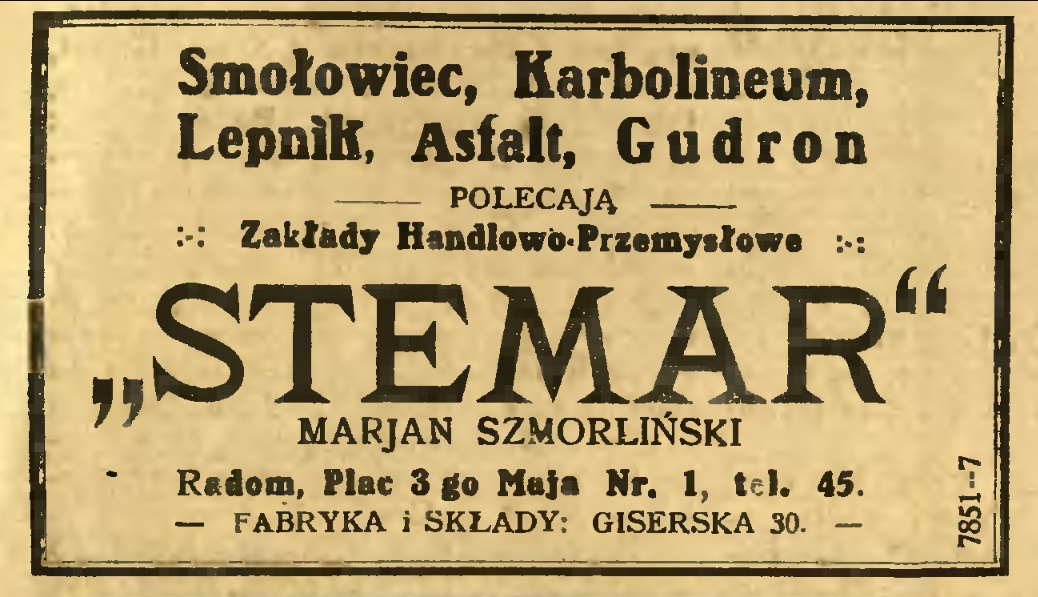 Smołowiec, Karbolineum,
Lepnik, Asfalt, Gudron
POLECAJĄ
:-: Zakłady Handlowo-Przemysłowe :-:
„STEMAR“
MARJAN SZMORLIŃSKI
Radom, Plac 3 go Maja Nr. 1, tel. 45.
— FABRYKA i SKŁADY: GISERSKA 30. —
7851--7